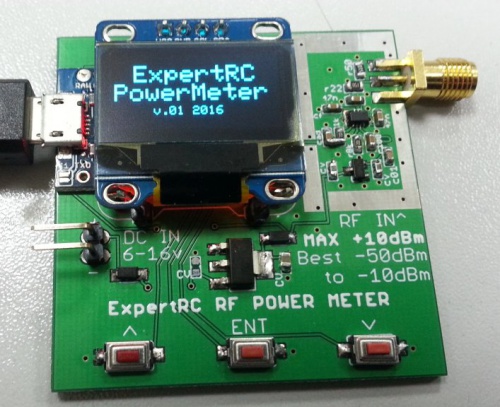 ExpertRC
PowerMeter
v.01 2016
RF IN^
DC IN
6-16v
MAX +10dBm
Best -50dBm
to -10dBm
ExpertRC RF POWER METER
ENT